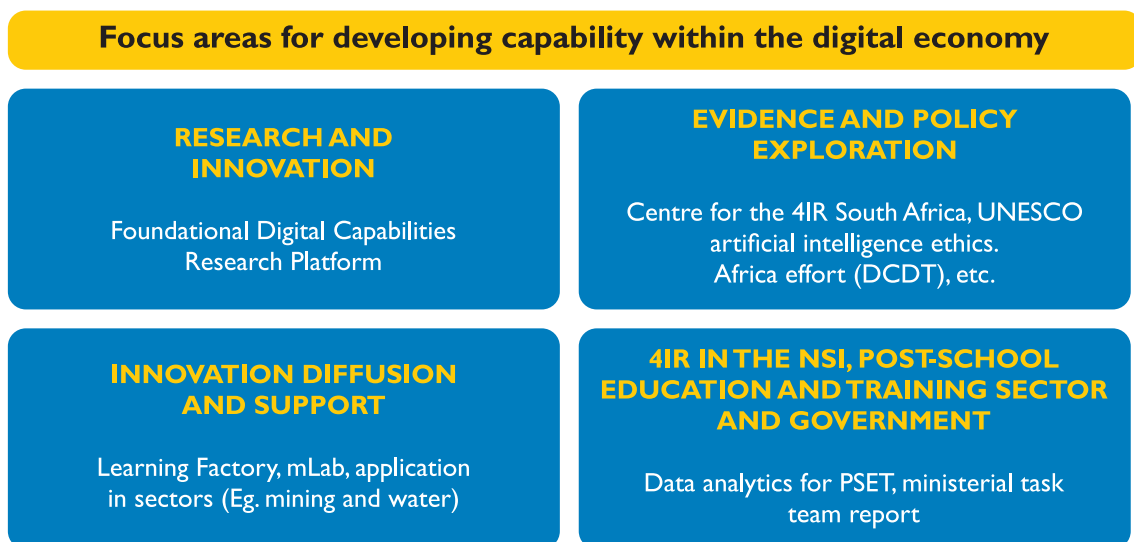 Focus areas for developing capability within the digital economy
RESEARCH AND
INNOVATION
Foundational Digital Capabilities
Research Platform
EVIDENCE AND POLICY
EXPLORATION
Centre for the 4IR South Africa, UNESCO
artificial intelligence ethics.
Africa effort (DCDT), etc.
INNOVATION DIFFUSION
AND SUPPORT
Learning Factory, mLab, application
in sectors (Eg. mining and water)
4IR IN THE NSI, POST-SCHOOL
EDUCATION AND TRAINING SECTOR
AND GOVERNMENT
Data analytics for PSET, ministerial task
team report